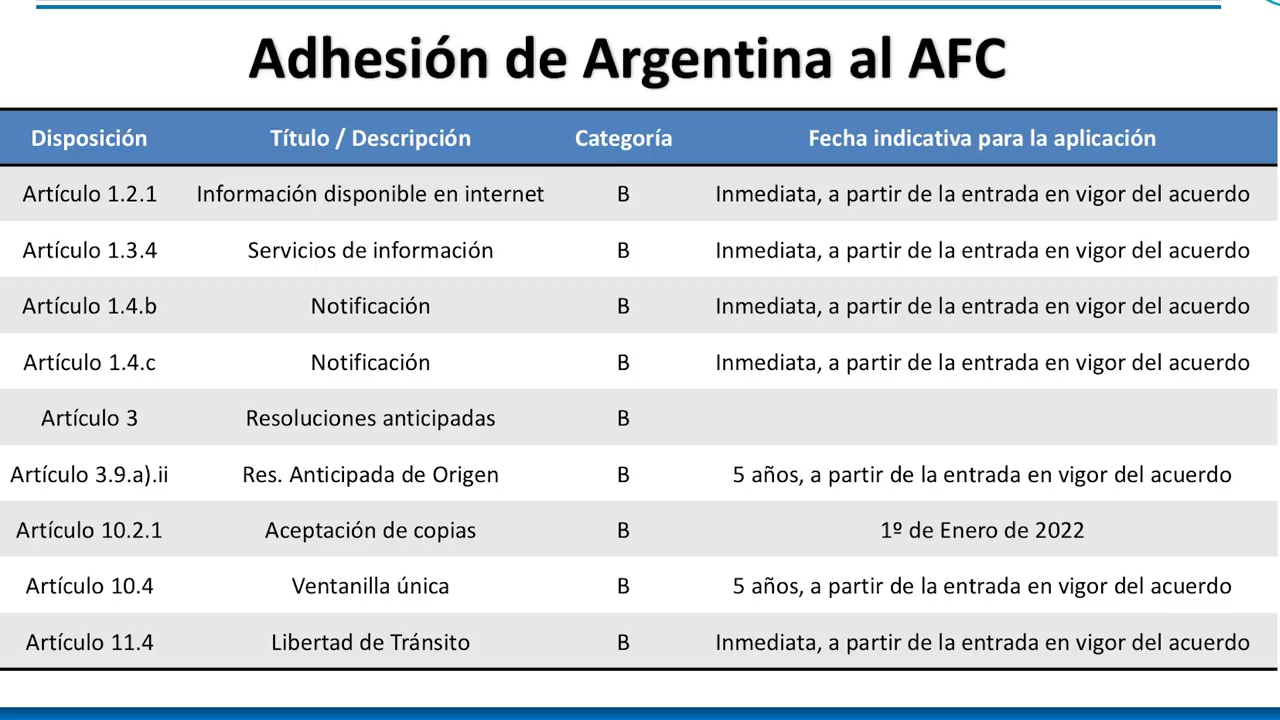 Adhesión de Argentina al AFC
Disposición Título / Descripción Categoría Fecha indicativa para la aplicación
Artículo 1.2.1 Información disponible en internet B Inmediata, a partir de la entrada en vigor del acuerdo
Artículo 1.3.4 Servicios de información B Inmediata, a partir de la entrada en vigor del acuerdo
Artículo 1.4.b Notificación B Inmediata, a partir de la entrada en vigor del acuerdo
Artículo 1.4.c Notificación B Inmediata, a partir de la entrada en vigor del acuerdo
Artículo 3 Resoluciones anticipadas B
Artículo 3.9.a).ii Res. Anticipada de Origen B 5 años, a partir de la entrada en vigor del acuerdo
Artículo 10.2.1 Aceptación de copias B 1º de Enero de 2022
Artículo 10.4 Ventanilla única B 5 años, a partir de la entrada en vigor del acuerdo
Artículo 11.4 Libertad de Tránsito B Inmediata, a partir de la entrada en vigor del acuerdo